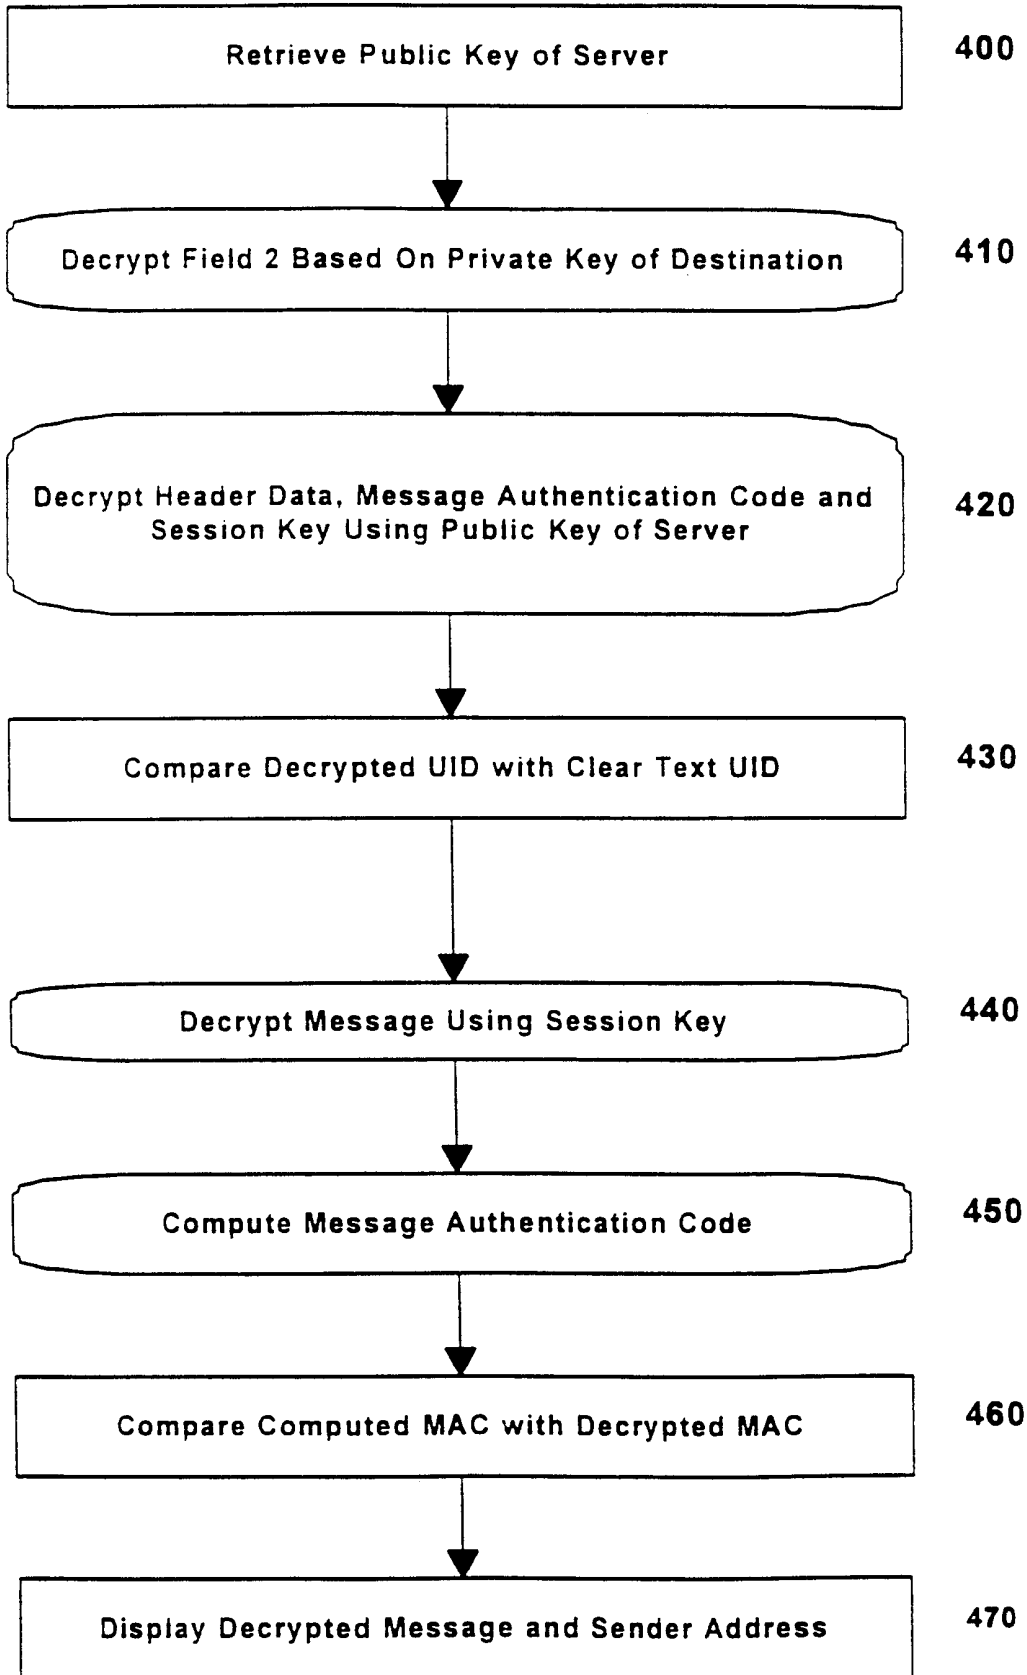 Retrieve Public Key of Server
400
Decrypt Field 2 Based On Private Key of Destination
410
Decrypt Header Data, Message Authentication Code and
Session Key Using Public Key of Server
420
Compare Decrypted UID with Clear Text UID
430
Decrypt Message Using Session Key
440
Compute Message Authentication Code
450
Compare Computed MAC with Decrypted MAC
460
Display Decrypted Message and Sender Address
470